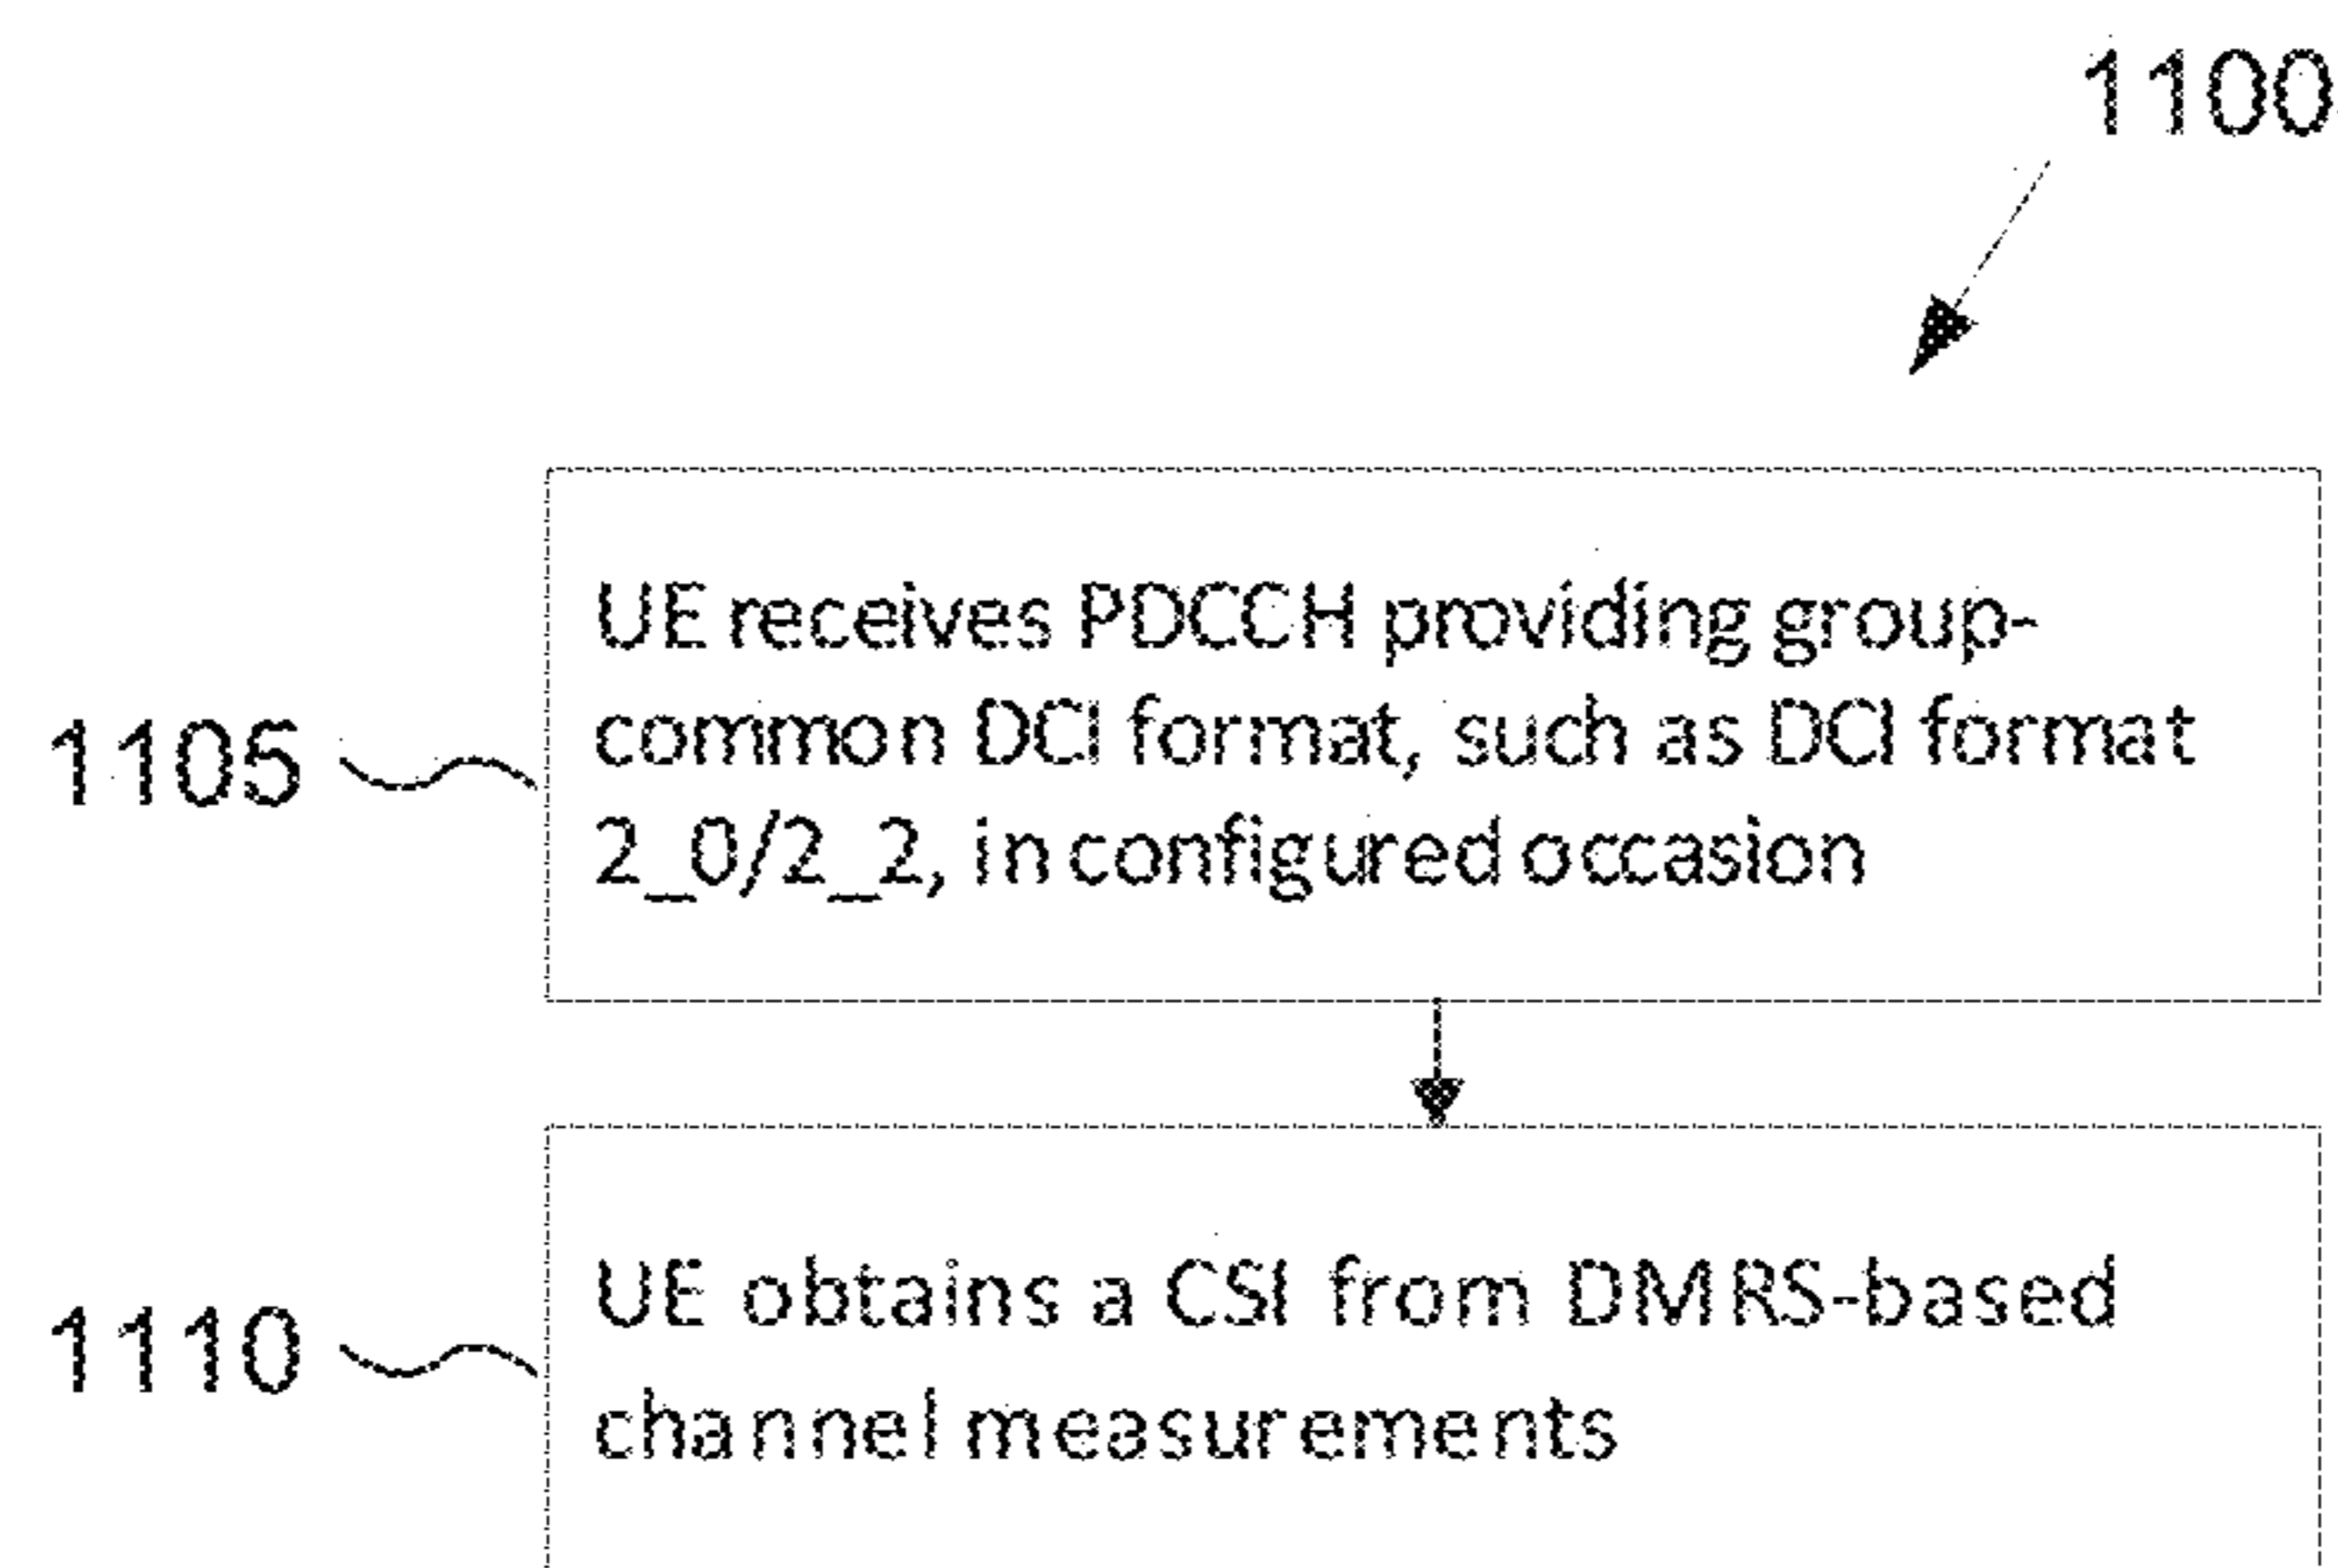 1100
1105
UE receives PDCCH providing group-
common DCI format, such as DCI format
2_0/2_2, in configured occasion
1110
UE obtains a CSI from DMRS-based
channel measurements